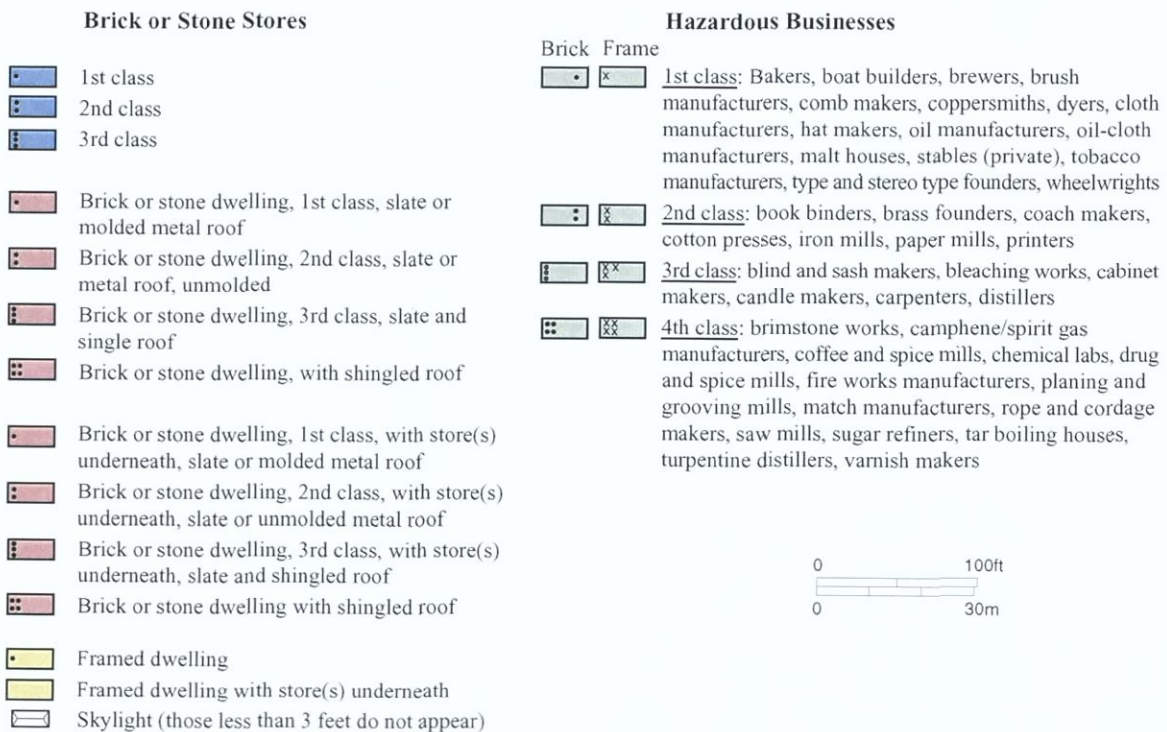 Brick or Stone Stores
1st class
2nd class
3rd class
Brick or stone dwelling, 1st class, slate or
molded metal roof
Brick or stone dwelling, 2nd class, slate or
metal roof, unmolded
Brick or stone dwelling, 3rd class, slate and
single roof
Brick or stone dwelling, with shingled roof
Brick or stone dwelling, 1st class, with store(s)
underneath, slate or molded metal roof
Brick or stone dwelling, 2nd class, with store(s)
underneath, slate or unmolded metal roof
Brick or stone dwelling, 3rd class, with store(s)
underneath, slate and shingled roof
Brick or stone dwelling with shingled roof
Framed dwelling
Framed dwelling with store(s) underneath
Skylight (those less than 3 feet do not appear)
Hazardous Businesses
Brick Frame
x 1st class: Bakers, boat builders, brewers, brush
manufacturers, comb makers, coppersmiths, dyers, cloth
manufacturers, hat makers, oil manufacturers, oil-cloth
manufacturers, malt houses, stables (private), tobacco
manufacturers, type and stereo type founders, wheelwrights
x x 2nd class: book binders, brass founders, coach makers,
cotton presses, iron mills, paper mills, printers
x x x 3rd class: blind and sash makers, bleaching works, cabinet
makers, candle makers, carpenters, distillers
x x x x 4th class: brimstone works, camphene/spirit gas
manufacturers, coffee and spice mills, chemical labs, drug
and spice mills, fire works manufacturers, planing and
grooving mills, match manufacturers, rope and cordage
makers, saw mills, sugar refiners, tar boiling houses,
turpentine distillers, varnish makers
0 100ft
0 30m